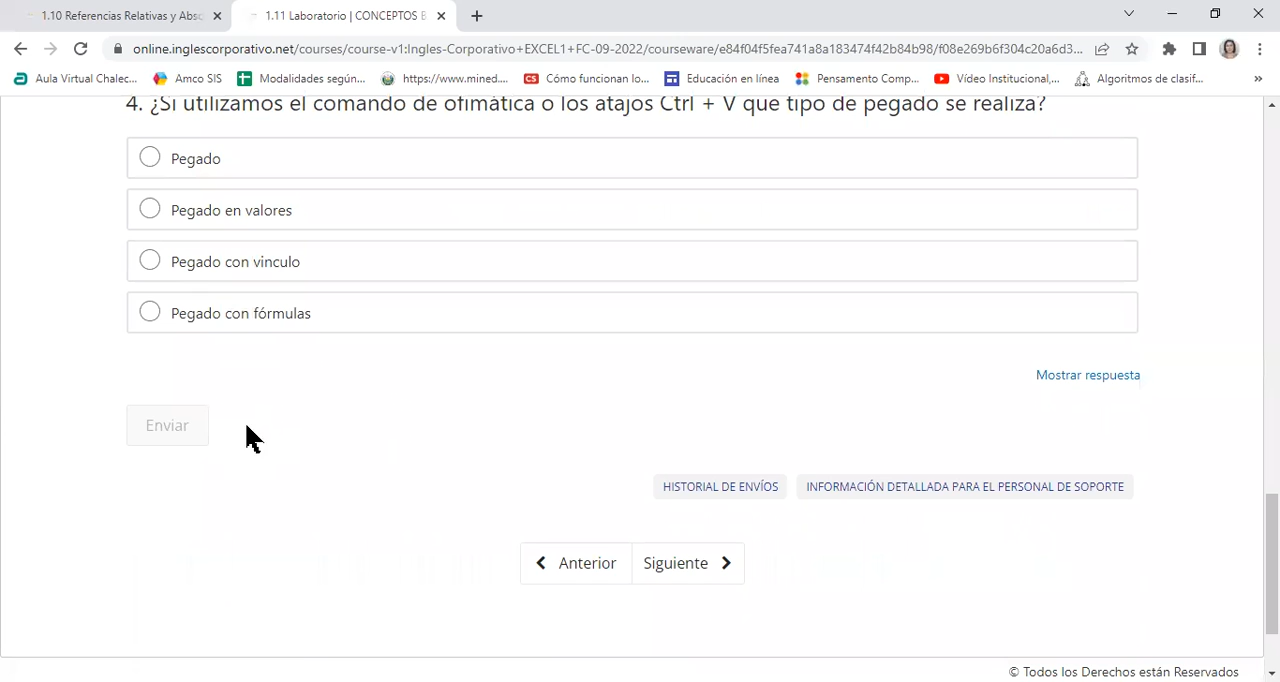 1.10 Referencias Relativas y Absc
1.11 Laboratorio | CONCEPTOS B
online.inglescorporativo.net/courses/course-v1:Ingles-Corporativo+EXCEL1+FC-09-2022/courseware/e84f04f5fea741a8a183474f42b84b98/f08e269b6f304c20a6d3...
Aula Virtual Chalec... Amco SIS Modalidades según... https://www.mined.... Cómo funcionan lo... Educación en línea Pensamento Comp... Vídeo Institucional,... Algoritmos de clasif... »
4. ¿Si utilizamos el comando de ofimática o los atajos Ctrl + V que tipo de pegado se realiza?
Pegado
Pegado en valores
Pegado con vinculo
Pegado con fórmulas
Mostrar respuesta
Enviar
HISTORIAL DE ENVÍOS INFORMACIÓN DETALLADA PARA EL PERSONAL DE SOPORTE
Anterior Siguiente
© Todos los Derechos están Reservados